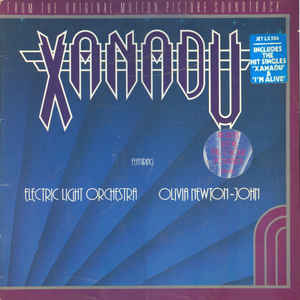 FROM THE ORIGINAL MOTION PICTURE SOUNDTRACK
XANADU
JET LX 526
INCLUDES
THE
HIT SINGLES
"XANADU"
&
"I'M ALIVE"
FEATURING
ELECTRIC LIGHT ORCHESTRA
OLIVIA NEWTON-JOHN